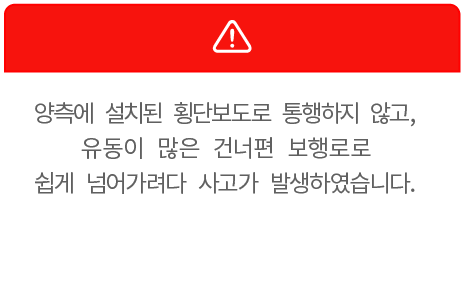 양측에 설치된 횡단보도로 통행하지 않고,
유동이 많은 건너편 보행로로
쉽게 넘어가려다 사고가 발생하였습니다.